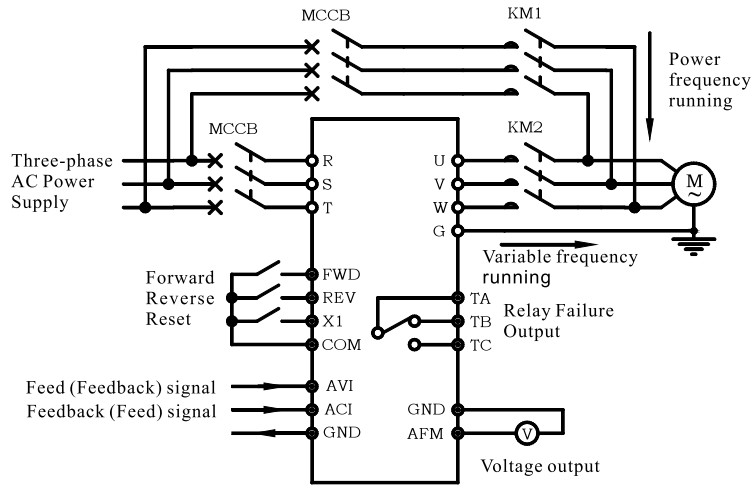 MCCB
KM1
Power
frequency
running
MCCB
KM2
Three-phase
AC Power
Supply
R
S
T
U
V
W
G
M
~
Variable frequency
running
Forward
Reverse
Reset
FWD
REV
X1
COM
TA
TB
TC
Relay Failure
Output
Feed (Feedback) signal
Feedback (Feed) signal
AVI
ACI
GND
GND
AFM
V
Voltage output